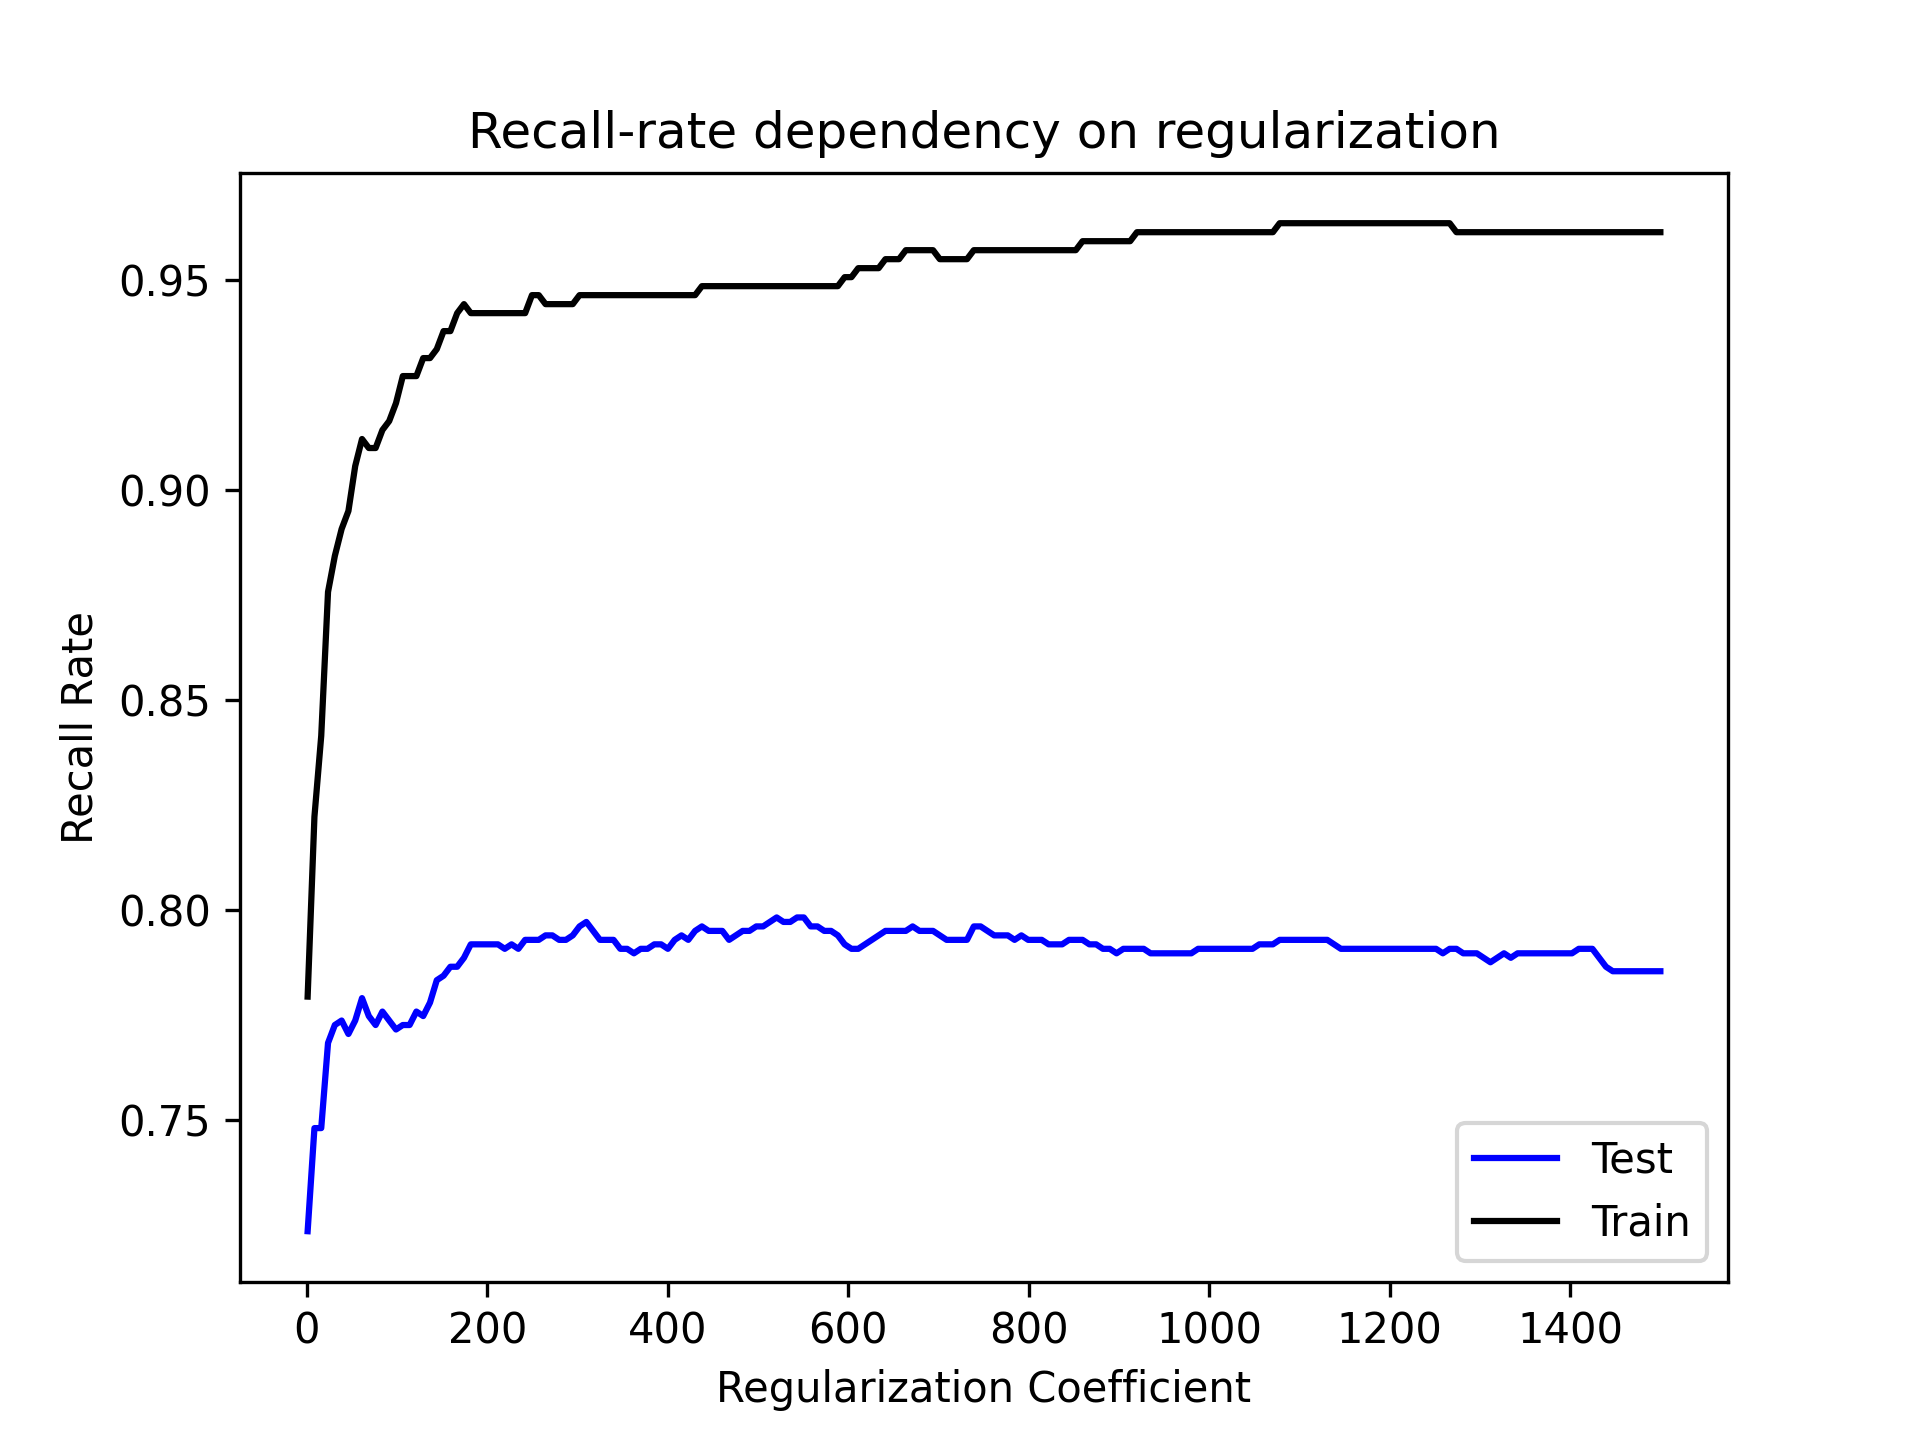 Recall-rate dependency on regularization
Recall Rate
0.95
0.90
0.85
0.80
0.75
Test
Train
0 200 400 600 800 1000 1200 1400
Regularization Coefficient